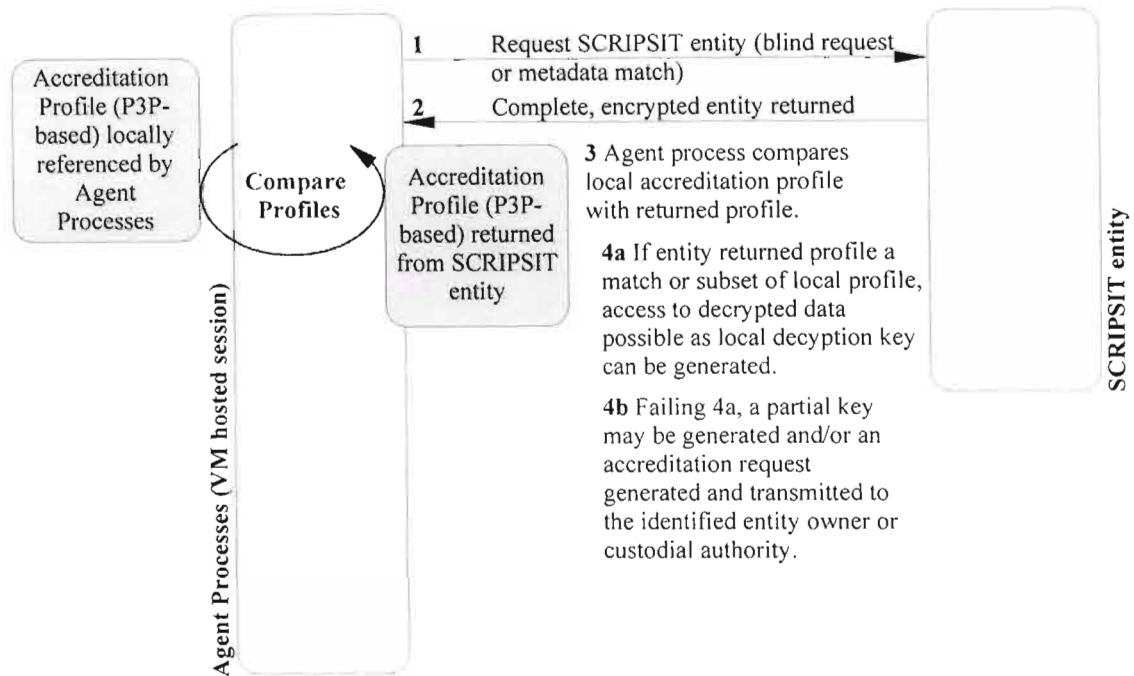 1 Request SCRIPSIT entity (blind request
or metadata match)
2 Complete, encrypted entity returned
Accreditation
Profile (P3P-
based) locally
referenced by
Agent
Processes
Compare
Profiles
Accreditation
Profile (P3P-
based) returned
from SCRIPSIT
entity
3 Agent process compares
local accreditation profile
with returned profile.
4a If entity returned profile a
match or subset of local profile,
access to decrypted data
possible as local decyption key
can be generated.
4b Failing 4a, a partial key
may be generated and/or an
accreditation request
generated and transmitted to
the identified entity owner or
custodial authority.
Agent Processes (VM hosted session)
SCRIPSIT entity